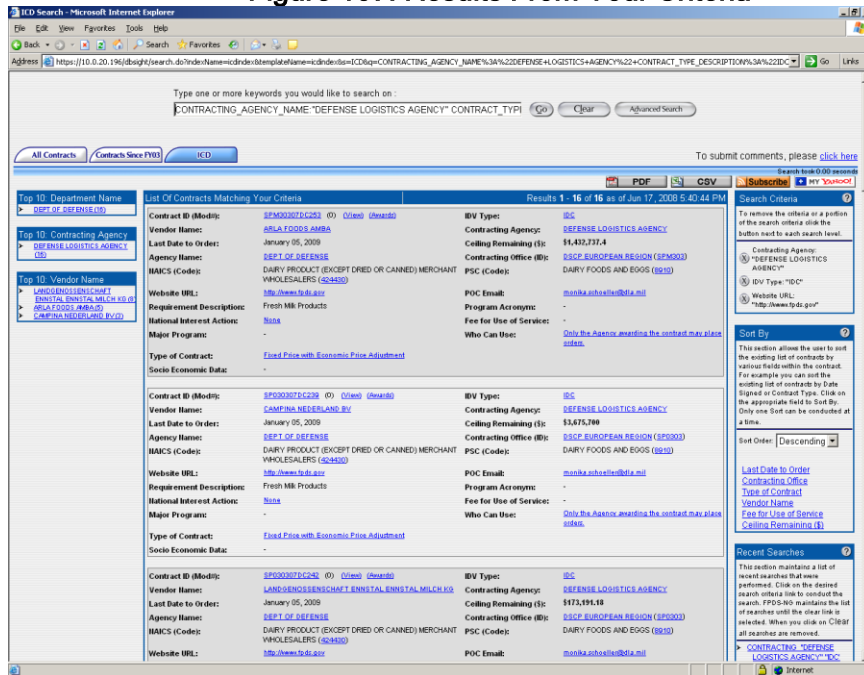 Figure 10: A Results From Your Criteria
ICD Search - Microsoft Internet Explorer
File Edit View Favorites Tools Help
Back Search Favorites
Address https://10.0.20.196/dbsight/search.do?indexName=icdindex&templateName=icdindex&s=ICD&q=CONTRACTING_AGENCY_NAME%3A%22DEFENSE+LOGISTICS+AGENCY%22+CONTRACT_TYPE_DESCRIPTION%3A%22IDC Go Links
Type one or more keywords you would like to search on :
CONTRACTING_AGENCY_NAME:"DEFENSE LOGISTICS AGENCY" CONTRACT_TYPI Go Clear Advanced Search
All Contracts Contracts Since FY03 ICD
To submit comments, please click here
Search took 0.00 seconds
PDF CSV Subscribe MY YAHOO!
Top 10: Department Name
DEPT OF DEFENSE (16)
Top 10: Contracting Agency
DEFENSE LOGISTICS AGENCY
(16)
Top 10: Vendor Name
LANDGENOSSENSCHAFT
ENNSTAL ENNSTAL MILCH KG (8)
ARLA FOODS AMBA (5)
CAMPINA NEDERLAND BV (3)
List Of Contracts Matching Your Criteria Results 1 - 16 of 16 as of Jun 17, 2008 5:40:44 PM
Contract ID (Mod#): SPM30307DC253 (0) (View) (Awards) IDV Type: IDC
Vendor Name: ARLA FOODS AMBA Contracting Agency: DEFENSE LOGISTICS AGENCY
Last Date to Order: January 05, 2009 Ceiling Remaining ($): $1,432,737.4
Agency Name: DEPT OF DEFENSE Contracting Office (ID): DSCP EUROPEAN REGION (SPM303)
NAICS (Code): DAIRY PRODUCT (EXCEPT DRIED OR CANNED) MERCHANT PSC (Code): DAIRY FOODS AND EGGS (8910)
WHOLESALERS (424430)
Website URL: http://www.fpds.gov POC Email: monika.schoeller@dla.mil
Requirement Description: Fresh Milk Products Program Acronym: -
National Interest Action: None Fee for Use of Service: -
Major Program: - Who Can Use: Only the Agency awarding the contract may place
orders.
Type of Contract: Fixed Price with Economic Price Adjustment
Socio Economic Data: -
Contract ID (Mod#): SP030307DC239 (0) (View) (Awards) IDV Type: IDC
Vendor Name: CAMPINA NEDERLAND BV Contracting Agency: DEFENSE LOGISTICS AGENCY
Last Date to Order: January 05, 2009 Ceiling Remaining ($): $3,675,700
Agency Name: DEPT OF DEFENSE Contracting Office (ID): DSCP EUROPEAN REGION (SP0303)
NAICS (Code): DAIRY PRODUCT (EXCEPT DRIED OR CANNED) MERCHANT PSC (Code): DAIRY FOODS AND EGGS (8910)
WHOLESALERS (424430)
Website URL: http://www.fpds.gov POC Email: monika.schoeller@dla.mil
Requirement Description: Fresh Milk Products Program Acronym: -
National Interest Action: None Fee for Use of Service: -
Major Program: - Who Can Use: Only the Agency awarding the contract may place
orders.
Type of Contract: Fixed Price with Economic Price Adjustment
Socio Economic Data: -
Contract ID (Mod#): SP030307DC242 (0) (View) (Awards) IDV Type: IDC
Vendor Name: LANDGENOSSENSCHAFT ENNSTAL ENNSTAL MILCH KG Contracting Agency: DEFENSE LOGISTICS AGENCY
Last Date to Order: January 05, 2009 Ceiling Remaining ($): $173,191.18
Agency Name: DEPT OF DEFENSE Contracting Office (ID): DSCP EUROPEAN REGION (SP0303)
NAICS (Code): DAIRY PRODUCT (EXCEPT DRIED OR CANNED) MERCHANT PSC (Code): DAIRY FOODS AND EGGS (8910)
WHOLESALERS (424430)
Website URL: http://www.fpds.gov POC Email: monika.schoeller@dla.mil
Search Criteria
To remove the criteria or a portion
of the search criteria click the
button next to each search level.
Contracting Agency:
"DEFENSE LOGISTICS
AGENCY"
IDV Type: "IDC"
Website URL:
"http://www.fpds.gov"
Sort By
This section allows the user to sort
the existing list of contracts by
various fields within the contract.
For example you can sort the
existing list of contracts by Date
Signed or Contract Type. Click on
the appropriate field to Sort By.
Only one Sort can be conducted at
a time.
Sort Order: Descending
Last Date to Order
Contracting Office
Type of Contract
Vendor Name
Fee for Use of Service
Ceiling Remaining ($)
Recent Searches
This section maintains a list of
recent searches that were
performed. Click on the desired
search criteria link to conduct the
search. FPDS-NG maintains the list
of searches until the clear link is
selected. When you click on Clear
all searches are removed.
CONTRACTING "DEFENSE
LOGISTICS AGENCY" "IDC"
Internet